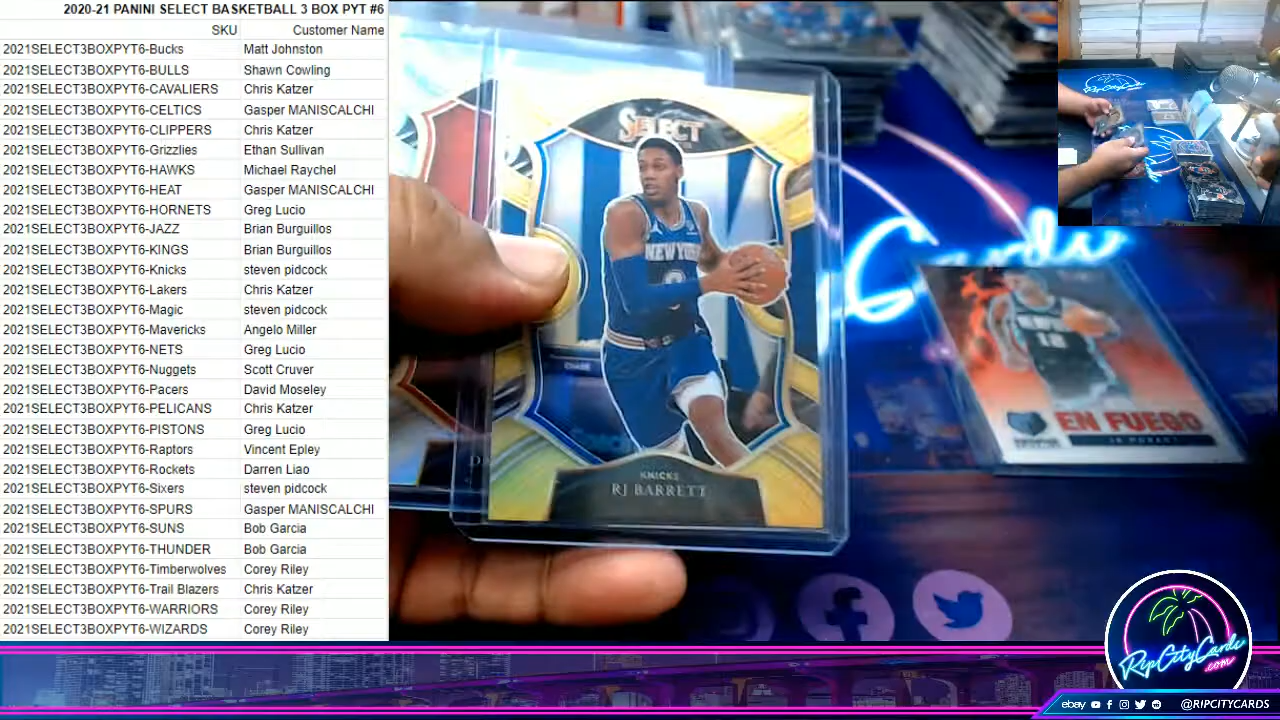 2020-21 PANINI SELECT BASKETBALL 3 BOX PYT #6
SKU Customer Name
2021SELECT3BOXPYT6-Bucks Matt Johnston
2021SELECT3BOXPYT6-BULLS Shawn Cowling
2021SELECT3BOXPYT6-CAVALIERS Chris Katzer
2021SELECT3BOXPYT6-CELTICS Gasper MANISCALCHI
2021SELECT3BOXPYT6-CLIPPERS Chris Katzer
2021SELECT3BOXPYT6-Grizzlies Ethan Sullivan
2021SELECT3BOXPYT6-HAWKS Michael Raychel
2021SELECT3BOXPYT6-HEAT Gasper MANISCALCHI
2021SELECT3BOXPYT6-HORNETS Greg Lucio
2021SELECT3BOXPYT6-JAZZ Brian Burguillos
2021SELECT3BOXPYT6-KINGS Brian Burguillos
2021SELECT3BOXPYT6-Knicks steven pidcock
2021SELECT3BOXPYT6-Lakers Chris Katzer
2021SELECT3BOXPYT6-Magic steven pidcock
2021SELECT3BOXPYT6-Mavericks Angelo Miller
2021SELECT3BOXPYT6-NETS Greg Lucio
2021SELECT3BOXPYT6-Nuggets Scott Cruver
2021SELECT3BOXPYT6-Pacers David Moseley
2021SELECT3BOXPYT6-PELICANS Chris Katzer
2021SELECT3BOXPYT6-PISTONS Greg Lucio
2021SELECT3BOXPYT6-Raptors Vincent Epley
2021SELECT3BOXPYT6-Rockets Darren Liao
2021SELECT3BOXPYT6-Sixers steven pidcock
2021SELECT3BOXPYT6-SPURS Gasper MANISCALCHI
2021SELECT3BOXPYT6-SUNS Bob Garcia
2021SELECT3BOXPYT6-THUNDER Bob Garcia
2021SELECT3BOXPYT6-Timberwolves Corey Riley
2021SELECT3BOXPYT6-Trail Blazers Chris Katzer
2021SELECT3BOXPYT6-WARRIORS Corey Riley
2021SELECT3BOXPYT6-WIZARDS Corey Riley
SELECT
NEW YORK
KNICKS
RJ BARRETT
Cards
12
EN FUEGO
JA MORANT
RipCityCards
.com
ebay @RIPCITYCARDS